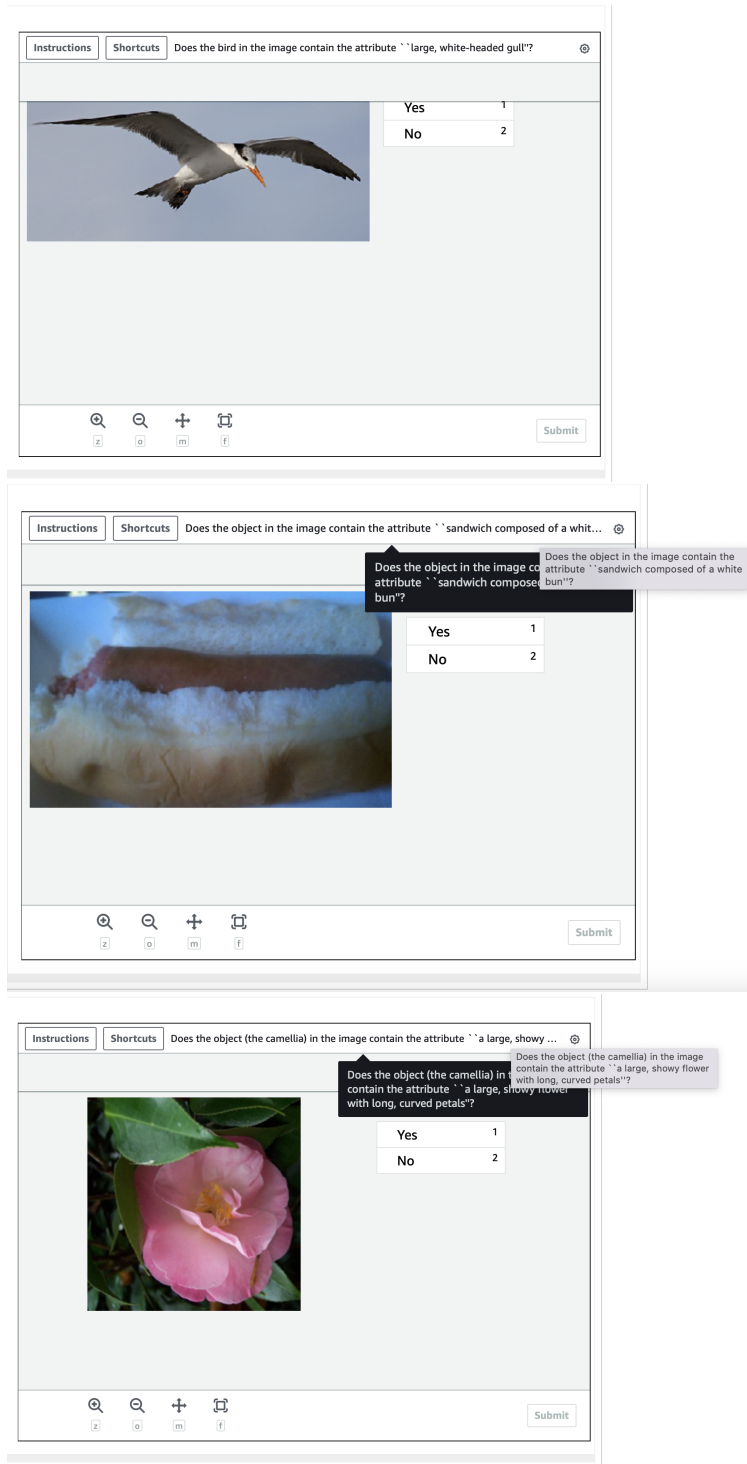 Instructions Shortcuts Does the bird in the image contain the attribute ``large, white-headed gull"?
Yes 1
No 2
z o m f
Submit
Instructions Shortcuts Does the object in the image contain the attribute ``sandwich composed of a whit...
Does the object in the image co
attribute ``sandwich compose
bun"?
Does the object in the image contain the
attribute ``sandwich composed of a white
bun''?
Yes 1
No 2
z o m f
Submit
Instructions Shortcuts Does the object (the camellia) in the image contain the attribute ``a large, showy ...
Does the object (the camellia) in t
contain the attribute ``a large, showy flower
with long, curved petals"?
Does the object (the camellia) in the image
contain the attribute ``a large, showy flower
with long, curved petals''?
Yes 1
No 2
z o m f
Submit